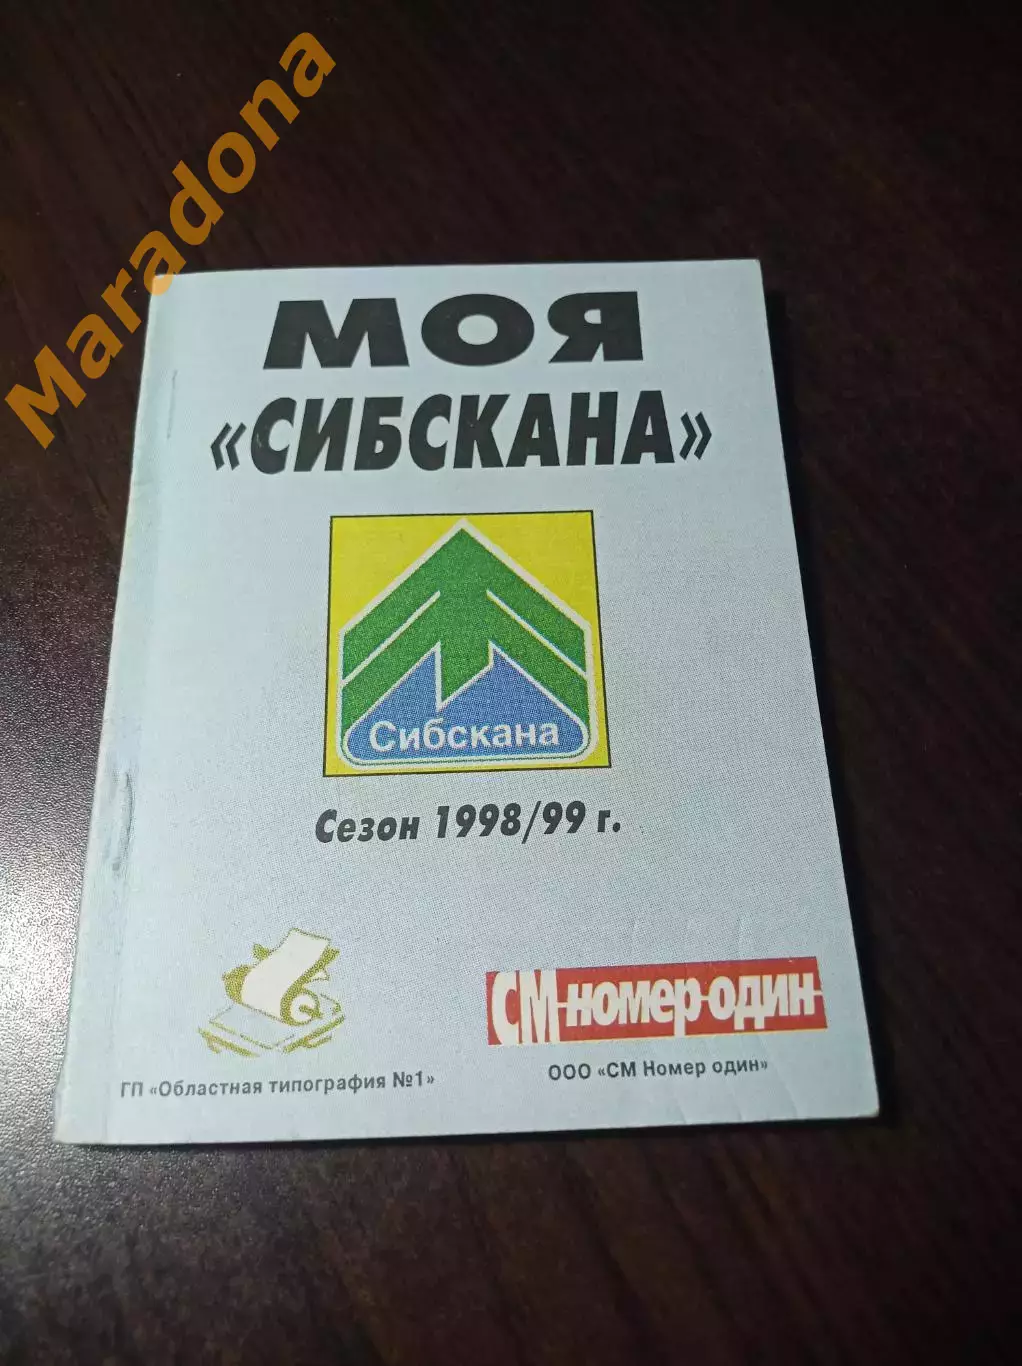 Maradona
МОЯ
«СИБСКАНА»
Сибскана
Сезон 1998/99 г.
СМ-номер-один
ГП «Областная типография №1»
ООО «СМ Номер один»